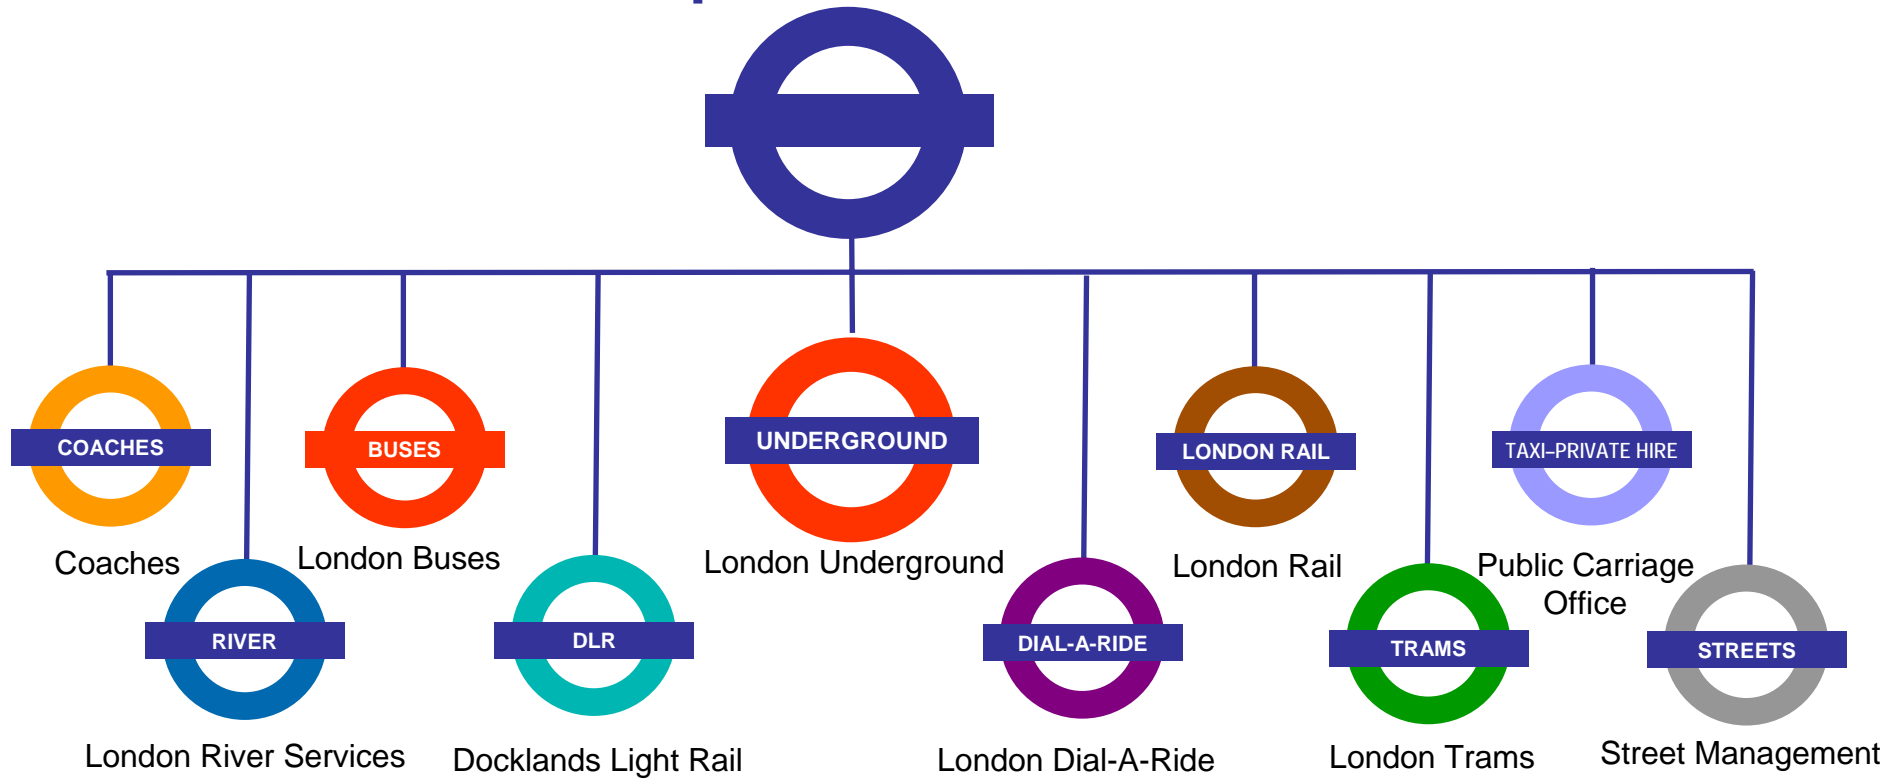 COACHES
BUSES
UNDERGROUND
LONDON RAIL
TAXI–PRIVATE HIRE
Coaches
London Buses
London Underground
London Rail
Public Carriage
Office
RIVER
DLR
DIAL-A-RIDE
TRAMS
STREETS
London River Services
Docklands Light Rail
London Dial-A-Ride
London Trams
Street Management